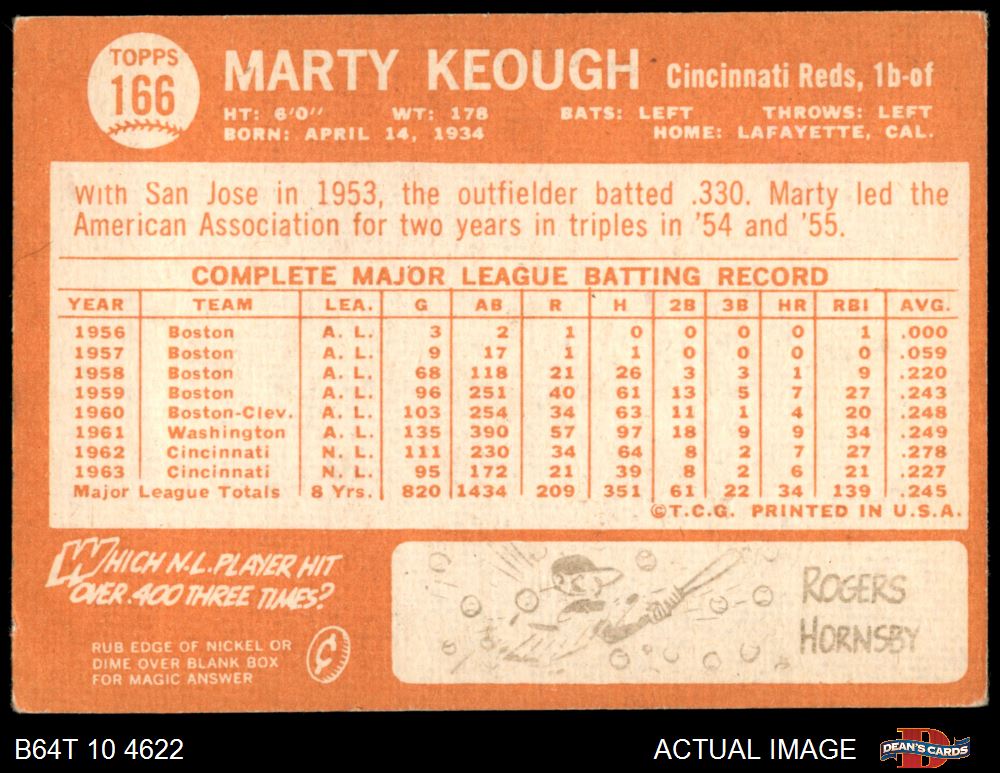 TOPPS
166
MARTY KEOUGH Cincinnati Reds, 1b-of
HT: 6'0" WT: 178 BATS: LEFT THROWS: LEFT
BORN: APRIL 14, 1934 HOME: LAFAYETTE, CAL.
With San Jose in 1953, the outfielder batted .330. Marty led the
American Association for two years in triples in '54 and '55.
COMPLETE MAJOR LEAGUE BATTING RECORD
YEAR TEAM LEA. G AB R H 2B 3B HR RBI AVG.
1956 Boston A. L. 3 2 1 0 0 0 0 1 .000
1957 Boston A. L. 9 17 1 1 0 0 0 0 .059
1958 Boston A. L. 68 118 21 26 3 3 1 9 .220
1959 Boston A. L. 96 251 40 61 13 5 7 27 .243
1960 Boston-Clev. A. L. 103 254 34 63 11 1 4 20 .248
1961 Washington A. L. 135 390 57 97 18 9 9 34 .249
1962 Cincinnati N. L. 111 230 34 64 8 2 7 27 .278
1963 Cincinnati N. L. 95 172 21 39 8 2 6 21 .227
Major League Totals 8 Yrs. 820 1434 209 351 61 22 34 139 .245
©T.C.G. PRINTED IN U.S.A.
WHICH N.L. PLAYER HIT
OVER .400 THREE TIMES?
RUB EDGE OF NICKEL OR
DIME OVER BLANK BOX
FOR MAGIC ANSWER
¢
ROGERS
HORNSBY
B64T 10 4622 ACTUAL IMAGE DEAN'S CARDS